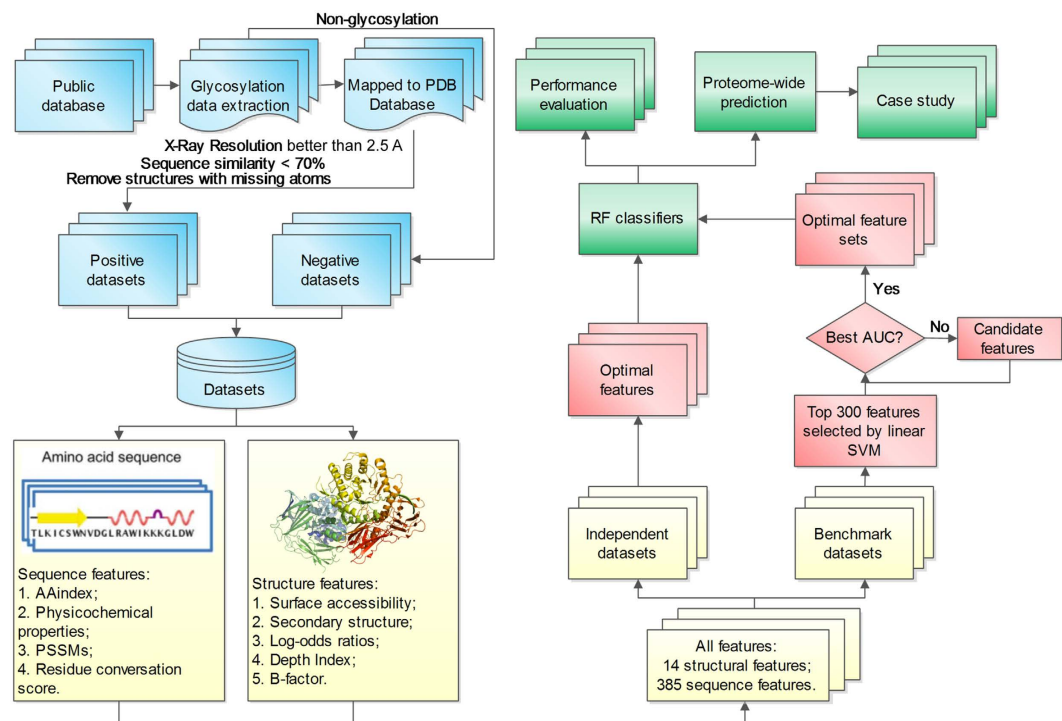 Non-glycosylation
Public
database
Glycosylation
data extraction
Mapped to PDB
Database
X-Ray Resolution better than 2.5 A
Sequence similarity < 70%
Remove structures with missing atoms
Positive
datasets
Negative
datasets
Datasets
Amino acid sequence
TLKICSWNVDGLRAWIKKKGLDW
Sequence features:
1. AAindex;
2. Physicochemical
properties;
3. PSSMs;
4. Residue conversation
score.
Structure features:
1. Surface accessibility;
2. Secondary structure;
3. Log-odds ratios;
4. Depth Index;
5. B-factor.
Performance
evaluation
Proteome-wide
prediction
Case study
RF classifiers
Optimal feature
sets
Yes
Best AUC?
No
Candidate
features
Optimal
features
Top 300 features
selected by linear
SVM
Independent
datasets
Benchmark
datasets
All features:
14 structural features;
385 sequence features.